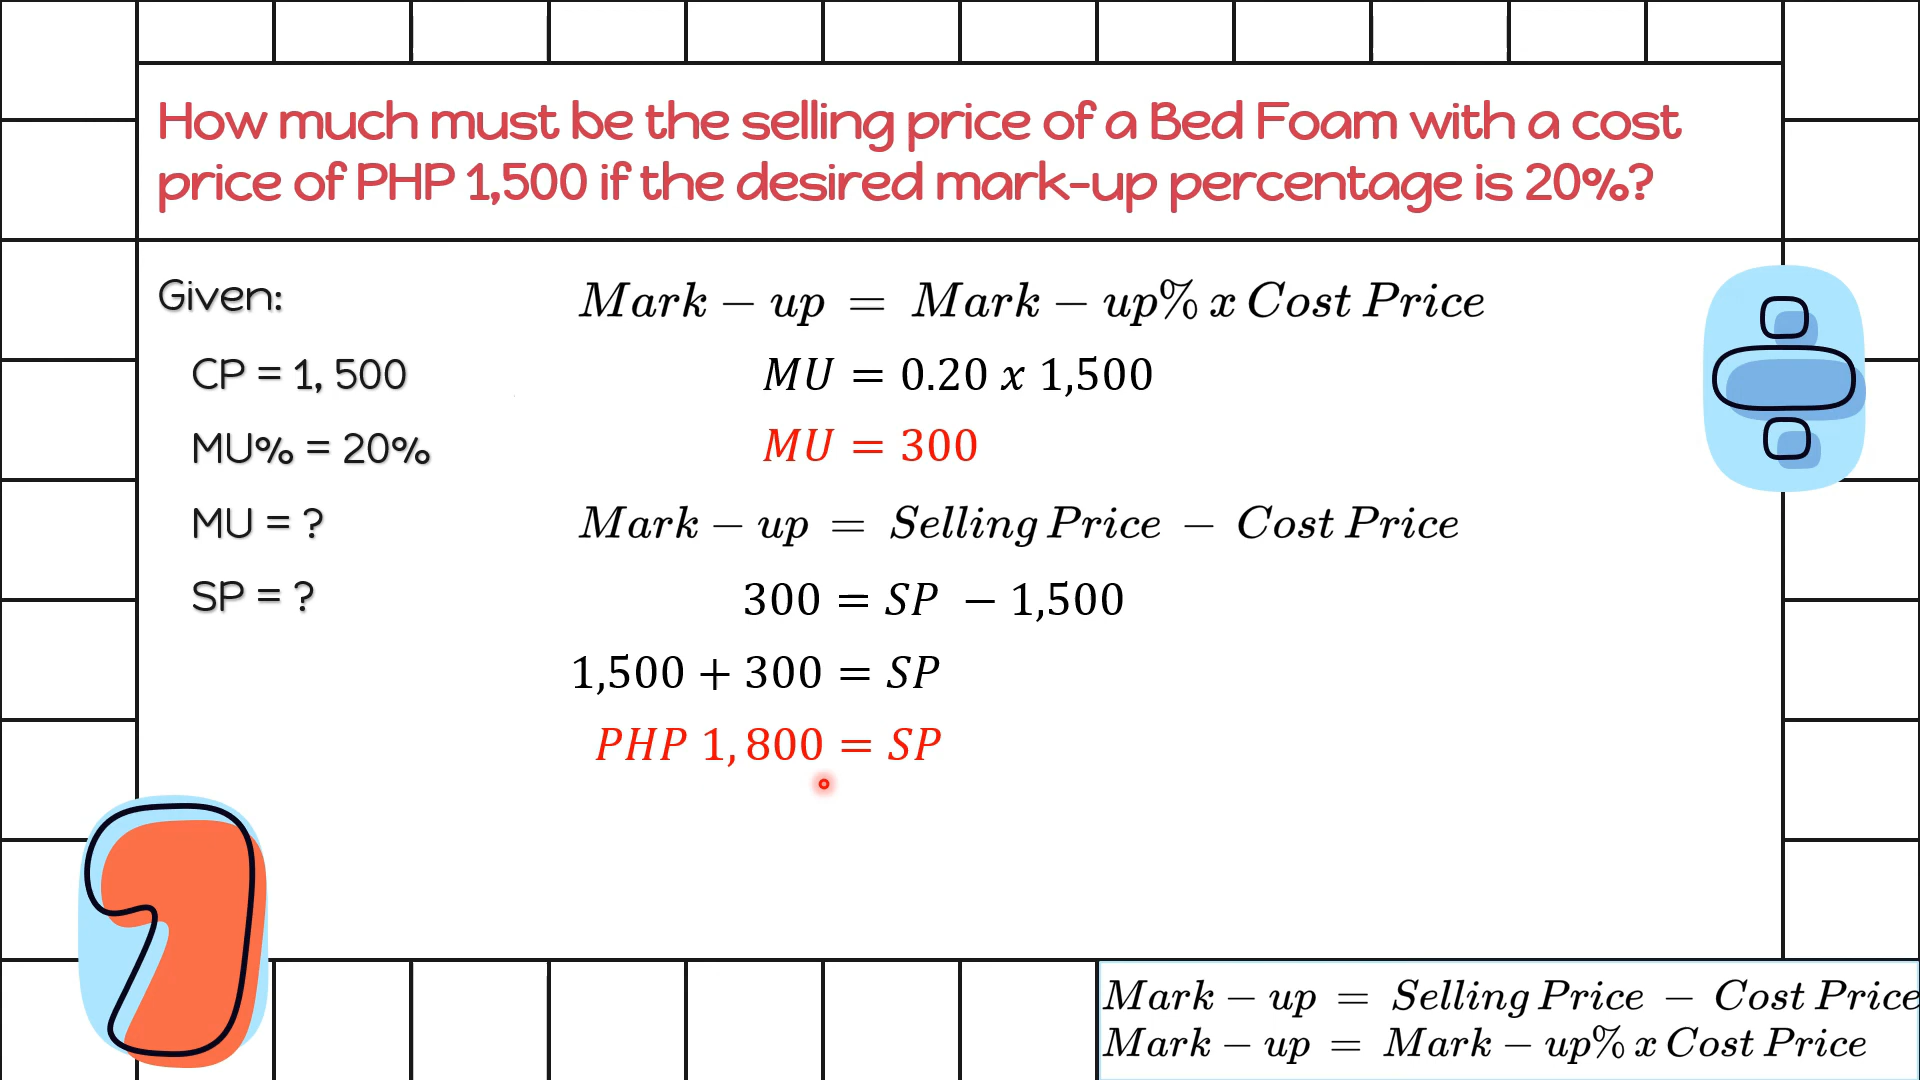 How much must be the selling price of a Bed Foam with a cost
price of PHP 1,500 if the desired mark-up percentage is 20%?
Given:
CP = 1, 500
MU% = 20%
MU = ?
SP = ?
Mark − up = Mark − up% x Cost Price
MU = 0.20 x 1,500
MU = 300
Mark − up = Selling Price − Cost Price
300 = SP − 1,500
1,500 + 300 = SP
PHP 1, 800 = SP
Mark − up = Selling Price − Cost Price
Mark − up = Mark − up% x Cost Price